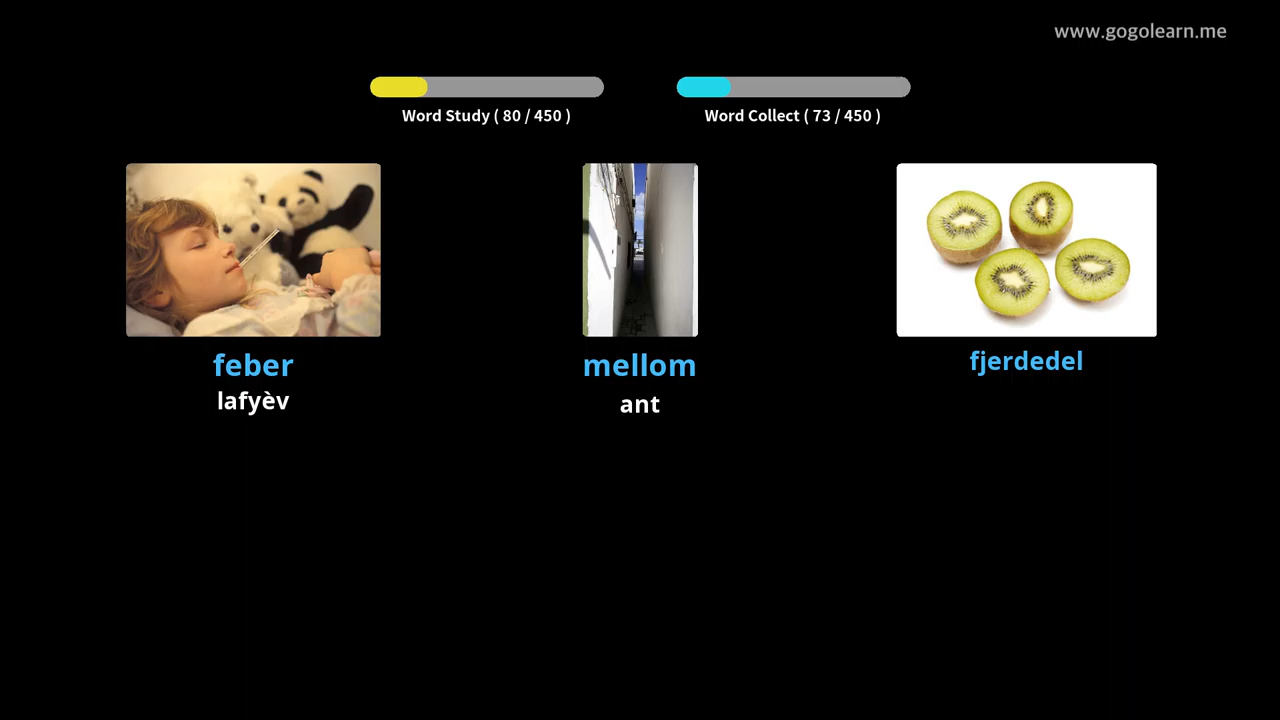 www.gogolearn.me
Word Study ( 80 / 450 )
Word Collect ( 73 / 450 )
feber
lafyèv
mellom
ant
fjerdedel